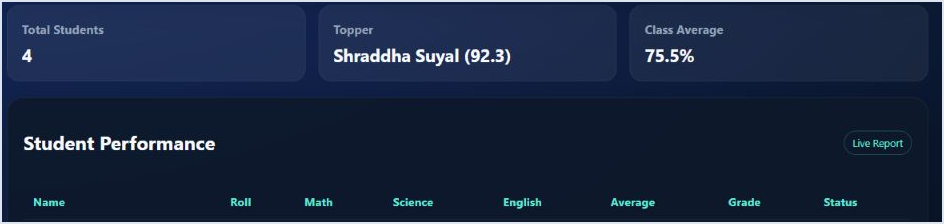 Total Students
4
Topper
Shraddha Suyal (92.3)
Class Average
75.5%
Student Performance
Live Report
Name Roll Math Science English Average Grade Status